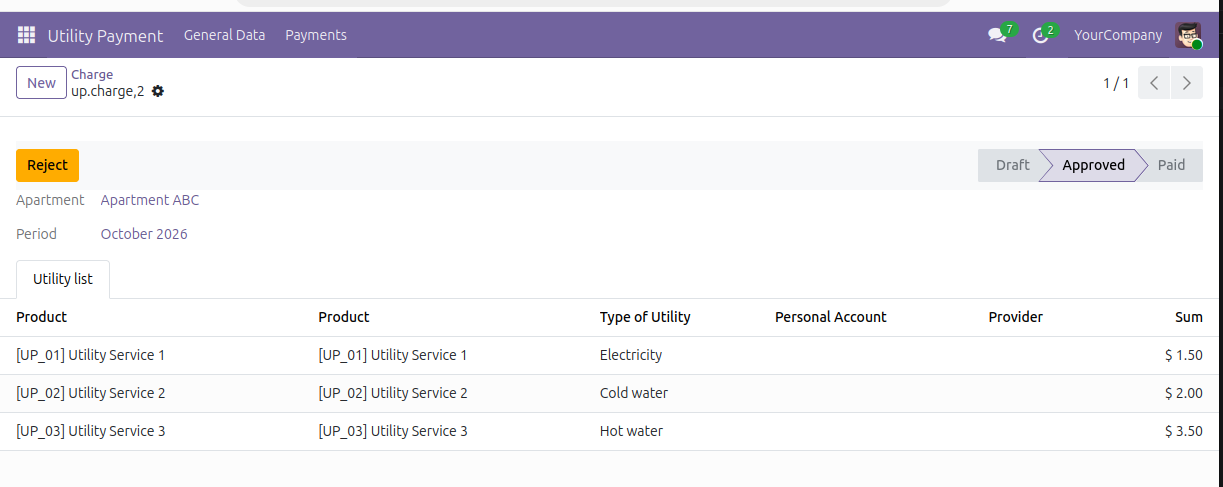 Utility Payment General Data Payments 7 2 YourCompany
New Charge
up.charge,2 1 / 1
Reject Draft Approved Paid
Apartment Apartment ABC
Period October 2026
Utility list
Product Product Type of Utility Personal Account Provider Sum
[UP_01] Utility Service 1 [UP_01] Utility Service 1 Electricity $ 1.50
[UP_02] Utility Service 2 [UP_02] Utility Service 2 Cold water $ 2.00
[UP_03] Utility Service 3 [UP_03] Utility Service 3 Hot water $ 3.50